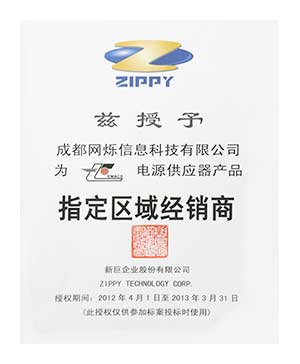 ZIPPY
兹授予
成都网烁信息科技有限公司
为 EMACS 电源供应器产品
指定区域经销商
新巨企业股份有限公司
ZIPPY TECHNOLOGY CORP.
授权期间：2012 年 4 月 1 日至 2013 年 3 月 31 日
(此授权仅供参加标案投标时使用)